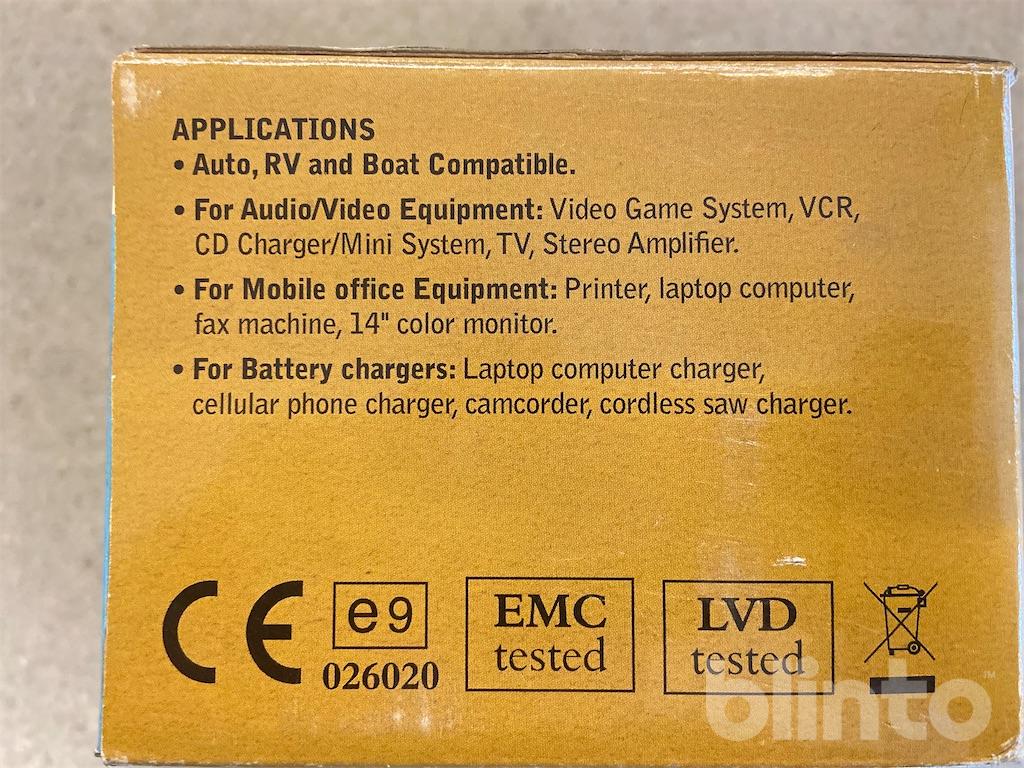 APPLICATIONS
• Auto, RV and Boat Compatible.
• For Audio/Video Equipment: Video Game System, VCR,
CD Charger/Mini System, TV, Stereo Amplifier.
• For Mobile office Equipment: Printer, laptop computer,
fax machine, 14" color monitor.
• For Battery chargers: Laptop computer charger,
cellular phone charger, camcorder, cordless saw charger.
CE
e9
026020
EMC
tested
LVD
tested
blinto™